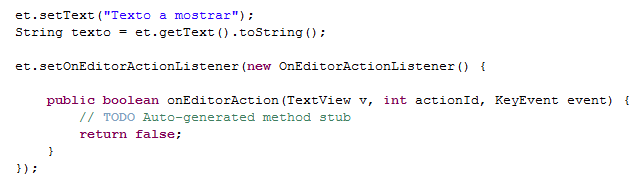 et.setText("Texto a mostrar");
String texto = et.getText().toString();
et.setOnEditorActionListener(new OnEditorActionListener() {
public boolean onEditorAction(TextView v, int actionId, KeyEvent event) {
// TODO Auto-generated method stub
return false;
}
});